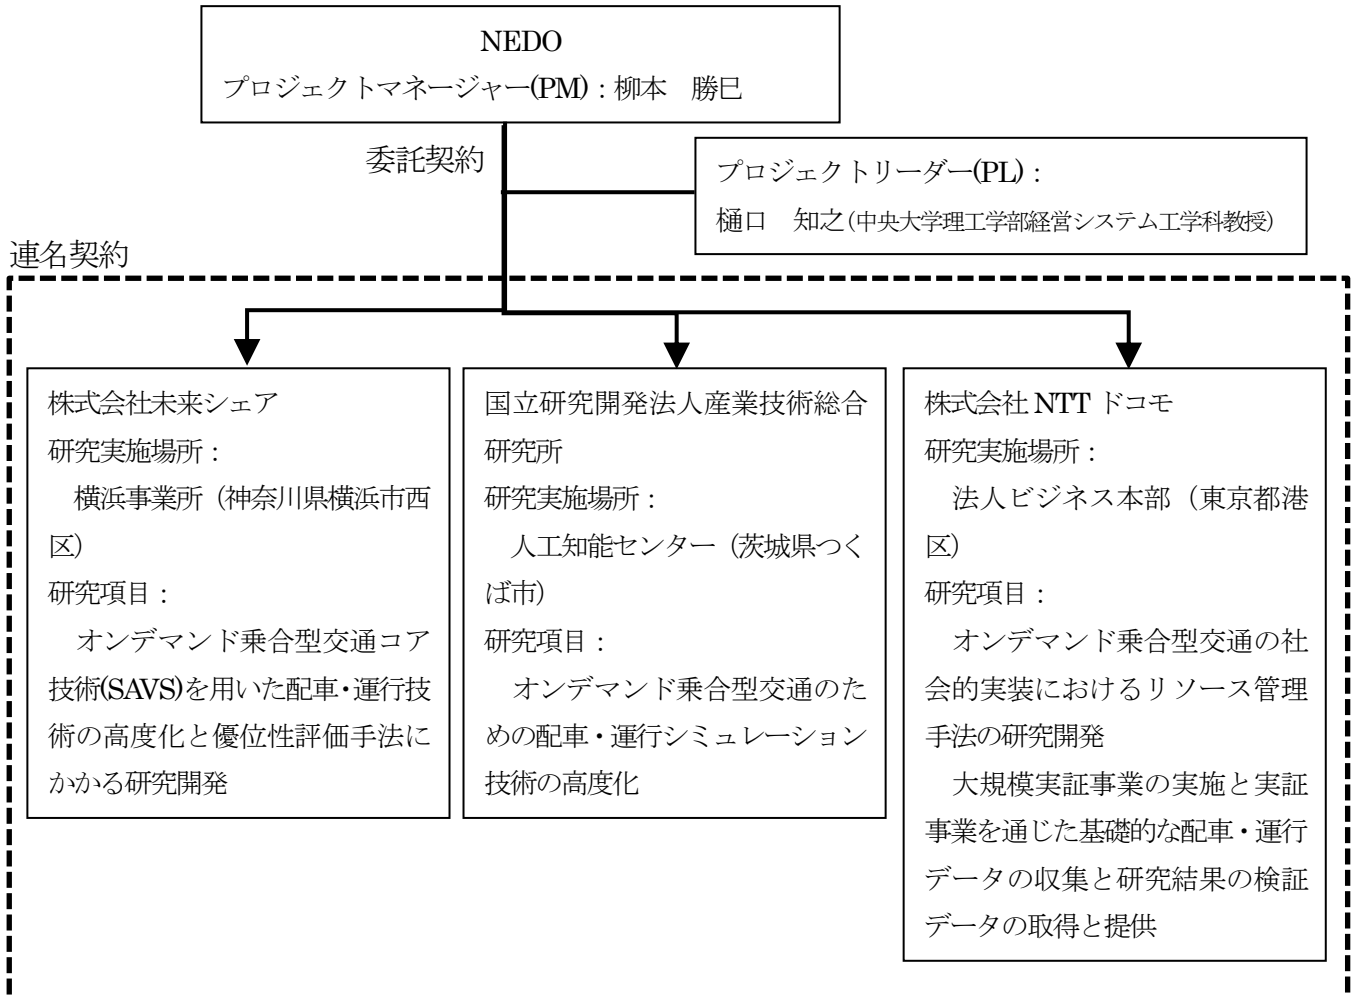 NEDO
プロジェクトマネージャー(PM)：柳本　勝巳
委託契約
プロジェクトリーダー(PL)：
樋口　知之(中央大学理工学部経営システム工学科教授)
連名契約
株式会社未来シェア
研究実施場所：
横浜事業所（神奈川県横浜市西
区）
研究項目：
オンデマンド乗合型交通コア
技術(SAVS)を用いた配車・運行技
術の高度化と優位性評価手法に
かかる研究開発
国立研究開発法人産業技術総合
研究所
研究実施場所：
人工知能センター（茨城県つく
ば市）
研究項目：
オンデマンド乗合型交通のた
めの配車・運行シミュレーション
技術の高度化
株式会社 NTT ドコモ
研究実施場所：
法人ビジネス本部（東京都港
区）
研究項目：
オンデマンド乗合型交通の社
会的実装におけるリソース管理
手法の研究開発
大規模実証事業の実施と実証
事業を通じた基礎的な配車・運行
データの収集と研究結果の検証
データの取得と提供